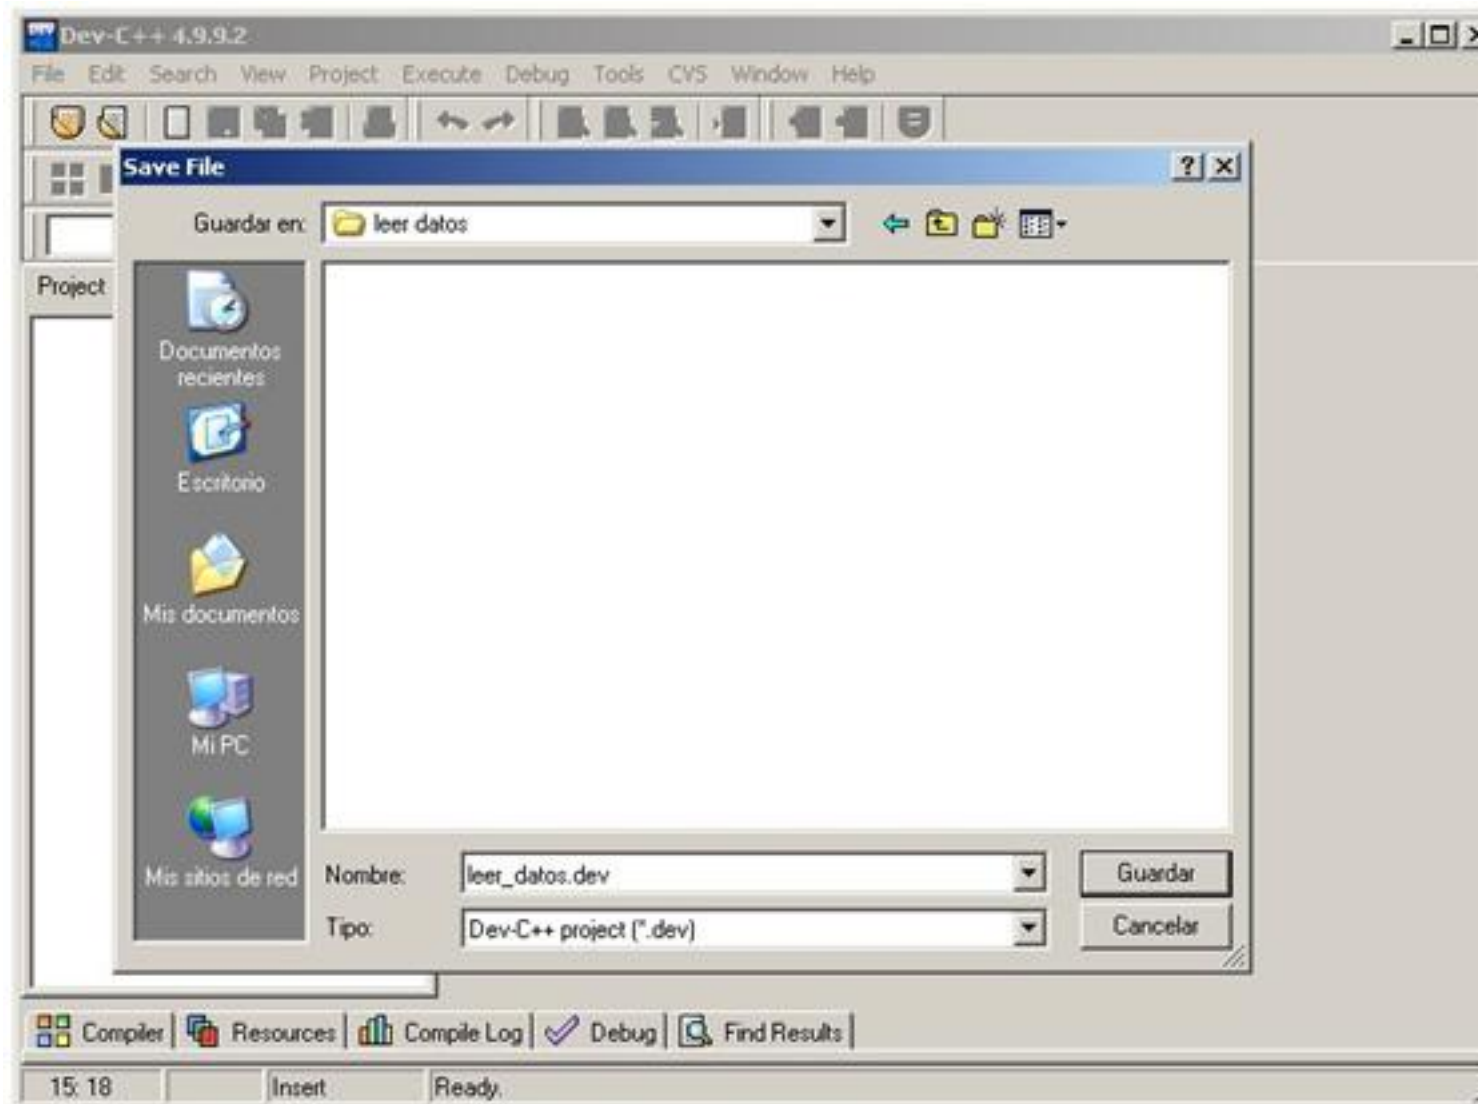 Dev-C++ 4.9.9.2
File Edit Search View Project Execute Debug Tools CVS Window Help
Save File
Guardar en: leer datos
Project
Documentos
recientes
Escritorio
Mis documentos
Mi PC
Mis sitios de red
Nombre: leer_datos.dev Guardar
Tipo: Dev-C++ project (*.dev) Cancelar
Compiler Resources Compile Log Debug Find Results
15: 18 Insert Ready.